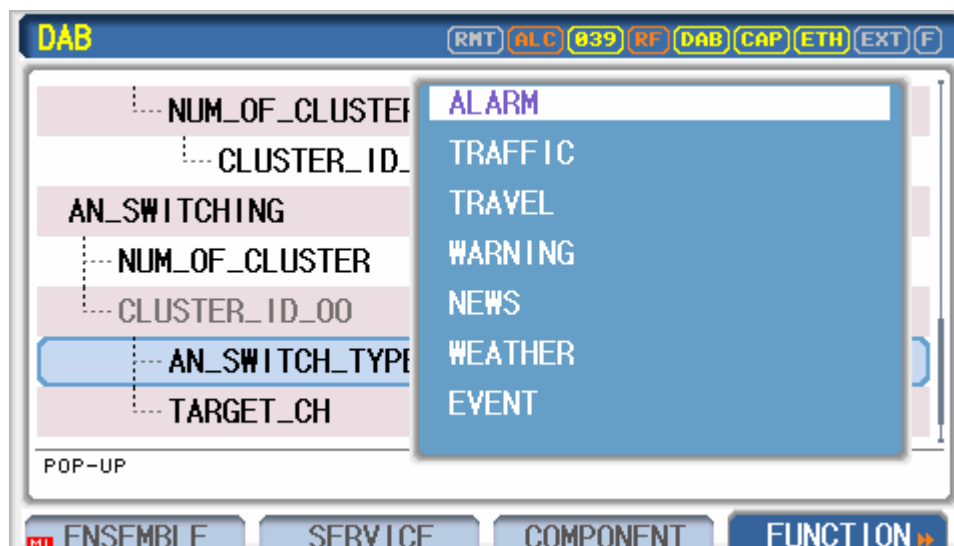 DAB RMT ALC 039 RF DAB CAP ETH EXT F
NUM_OF_CLUSTER
CLUSTER_ID_
AN_SWITCHING
NUM_OF_CLUSTER
CLUSTER_ID_00
AN_SWITCH_TYPE
TARGET_CH
ALARM
TRAFFIC
TRAVEL
WARNING
NEWS
WEATHER
EVENT
POP-UP
ENSEMBLE SERVICE COMPONENT FUNCTION